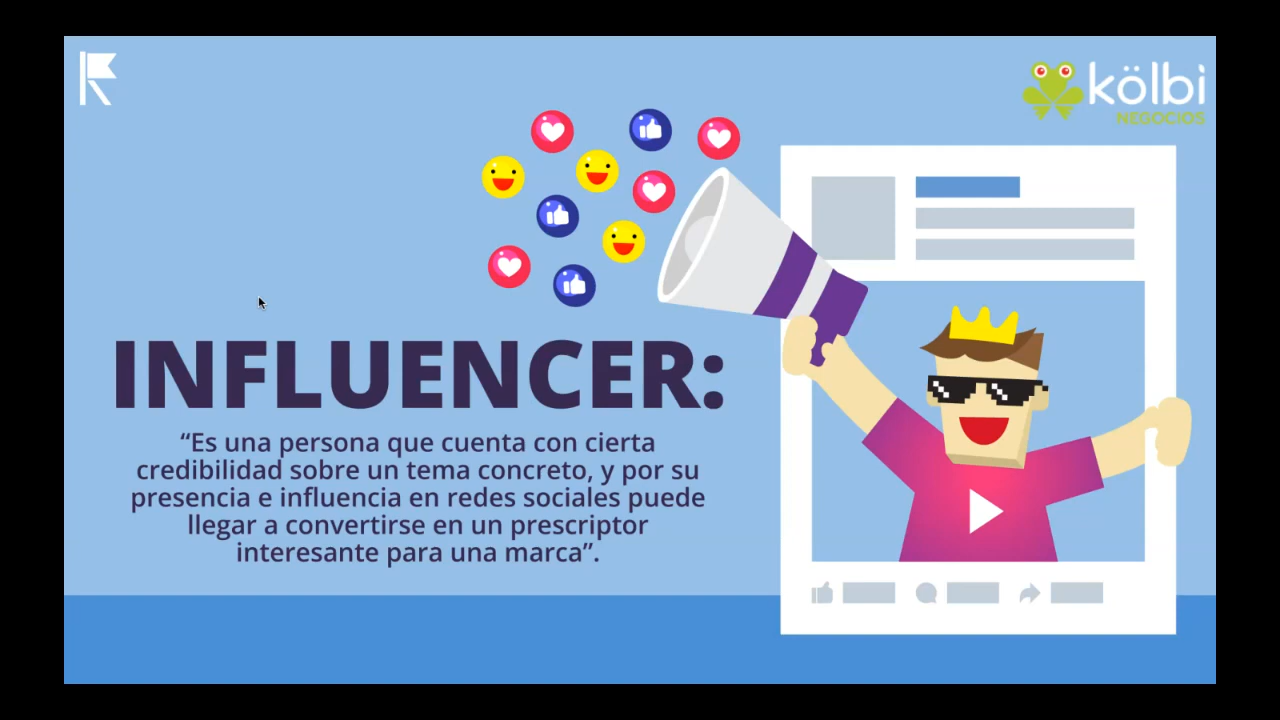 kölbi
NEGOCIOS
INFLUENCER:
“Es una persona que cuenta con cierta
credibilidad sobre un tema concreto, y por su
presencia e influencia en redes sociales puede
llegar a convertirse en un prescriptor
interesante para una marca”.